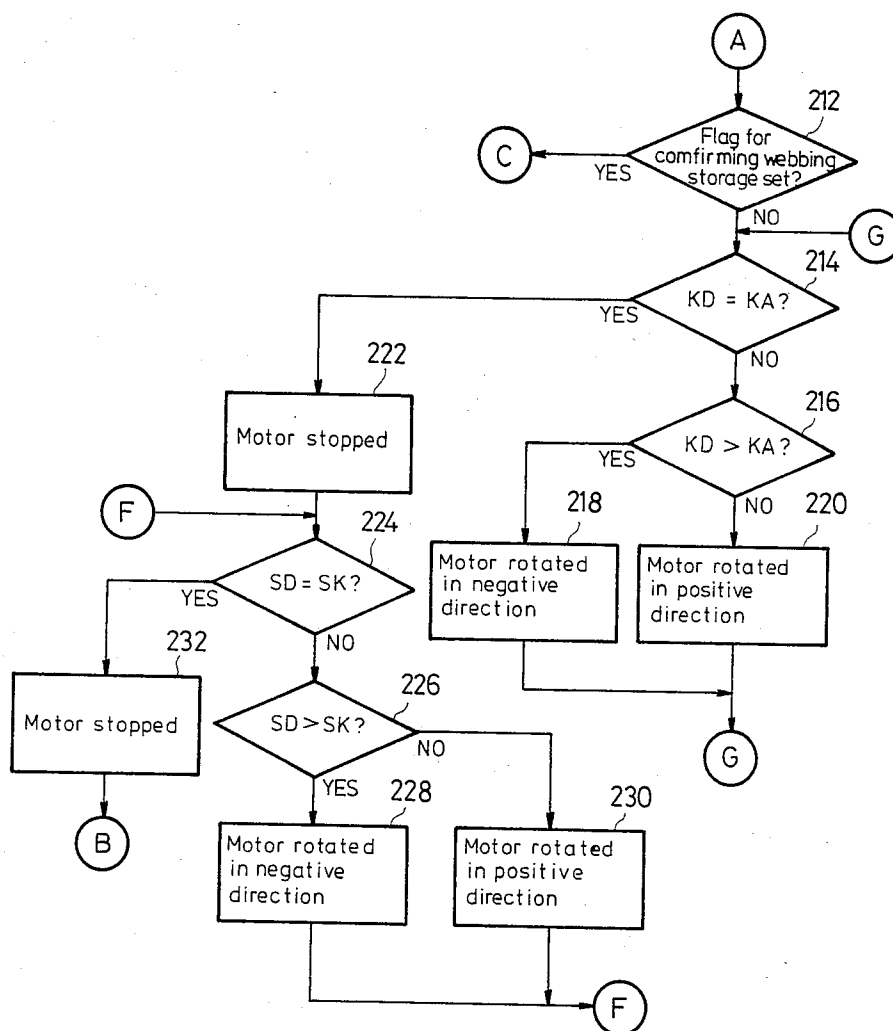 A
212
Flag for
comfirming webbing
storage set?
C
YES
NO
G
214
KD = KA?
YES
NO
222
Motor stopped
216
KD > KA?
YES
NO
F
218
220
224
Motor rotated
in negative
direction
Motor rotated
in positive
direction
SD = SK?
YES
NO
232
Motor stopped
226
SD > SK?
NO
YES
G
B
228
230
Motor rotated
in negative
direction
Motor rotated
in positive
direction
F